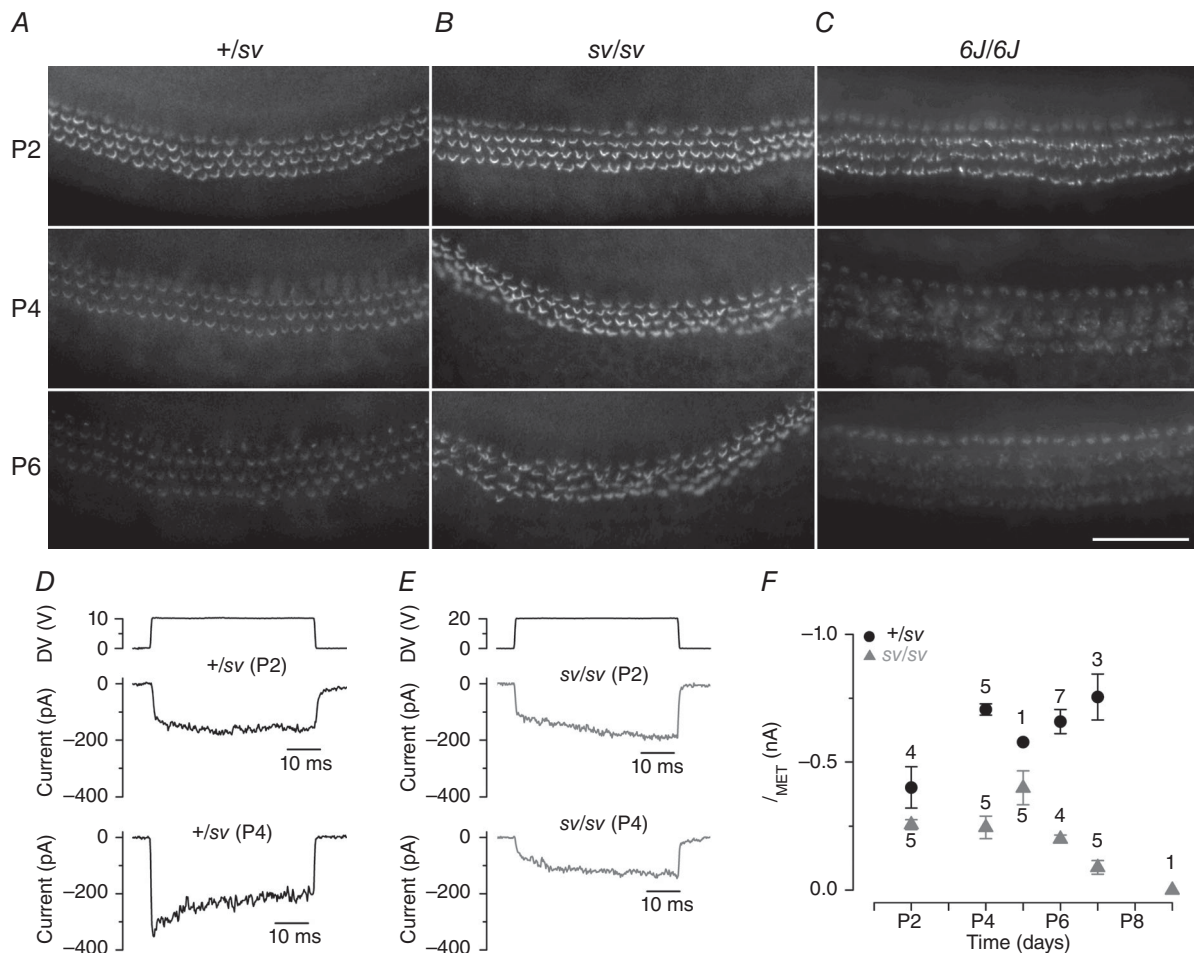 A B C
+/sv sv/sv 6J/6J
P2
P4
P6
D E F
DV (V) 10 0
+/sv (P2)
Current (pA) 0 −200 −400
10 ms
+/sv (P4)
Current (pA) 0 −200 −400
10 ms
DV (V) 20 0
sv/sv (P2)
Current (pA) 0 −200 −400
10 ms
sv/sv (P4)
Current (pA) 0 −200 −400
10 ms
IMET (nA) −1.0 −0.5 0.0
+/sv
sv/sv
4 5 1 7 3
5 5 5 4 5 1
P2 P4 P6 P8
Time (days)